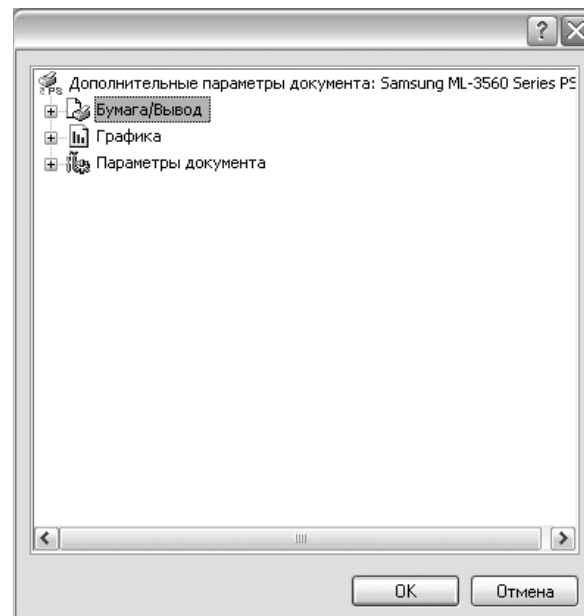 ?
Дополнительные параметры документа: Samsung ML-3560 Series PS
Бумага/Вывод
Графика
Параметры документа
OK
Отмена